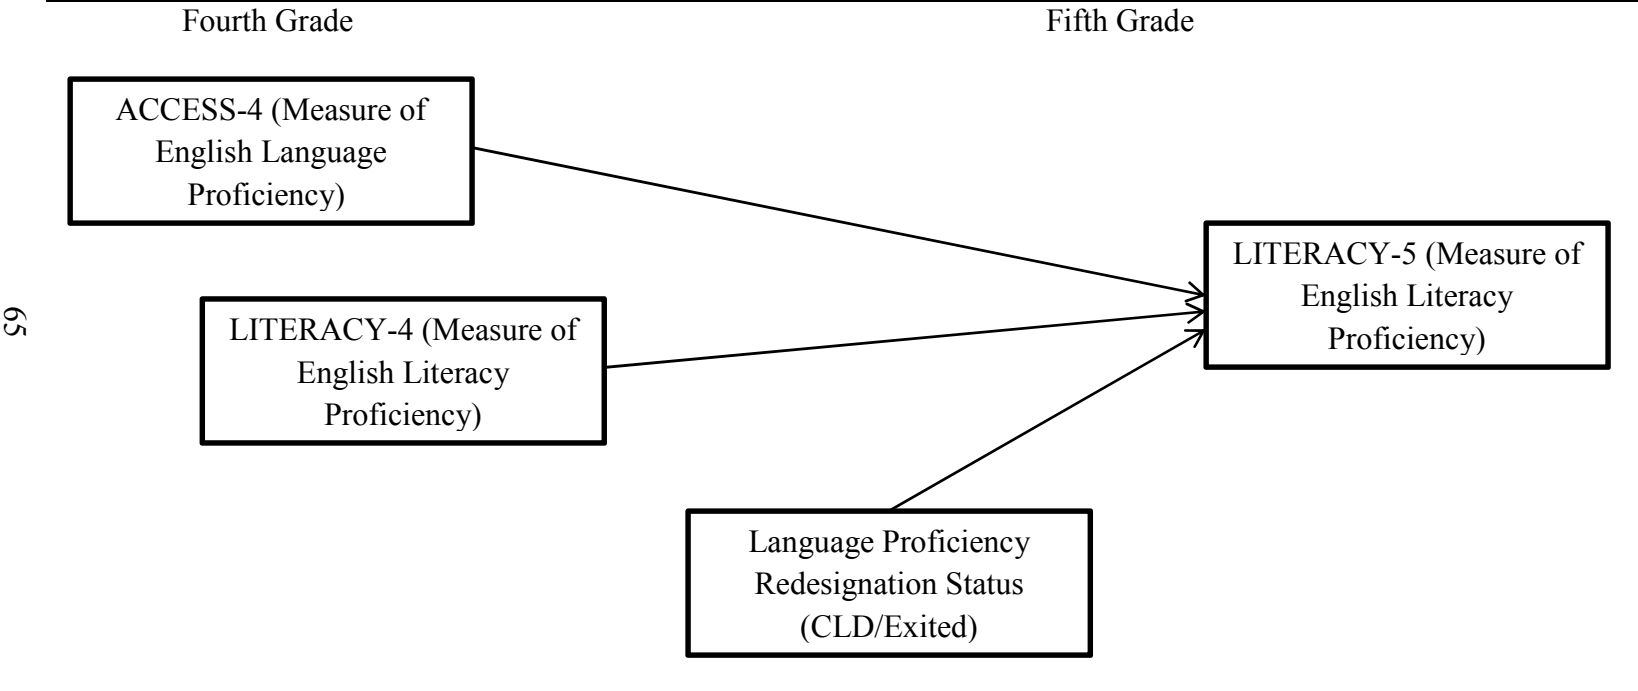 Fourth Grade
Fifth Grade
ACCESS-4 (Measure of
English Language
Proficiency)
LITERACY-5 (Measure of
English Literacy
Proficiency)
LITERACY-4 (Measure of
English Literacy
Proficiency)
Language Proficiency
Redesignation Status
(CLD/Exited)
65